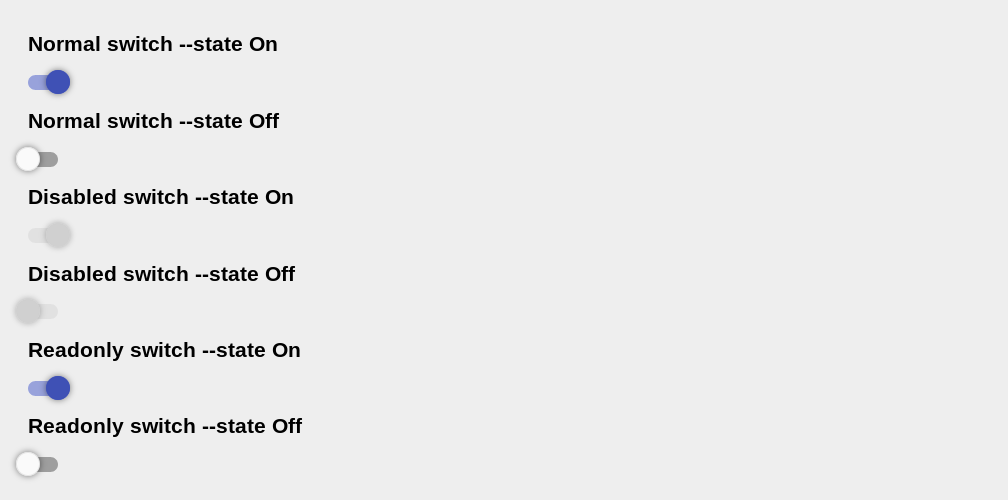 Normal switch --state On
Normal switch --state Off
Disabled switch --state On
Disabled switch --state Off
Readonly switch --state On
Readonly switch --state Off